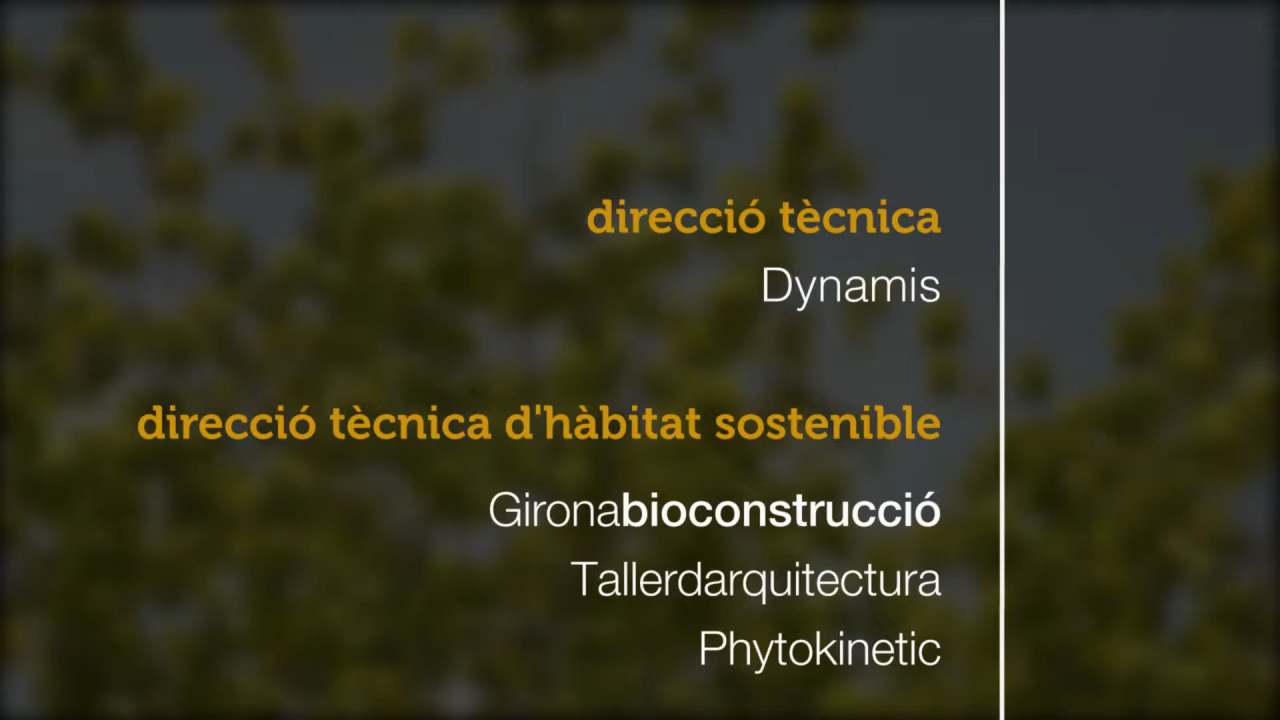 direcció tècnica
Dynamis
direcció tècnica d'hàbitat sostenible
Gironabioconstrucció
Tallerdarquitectura
Phytokinetic